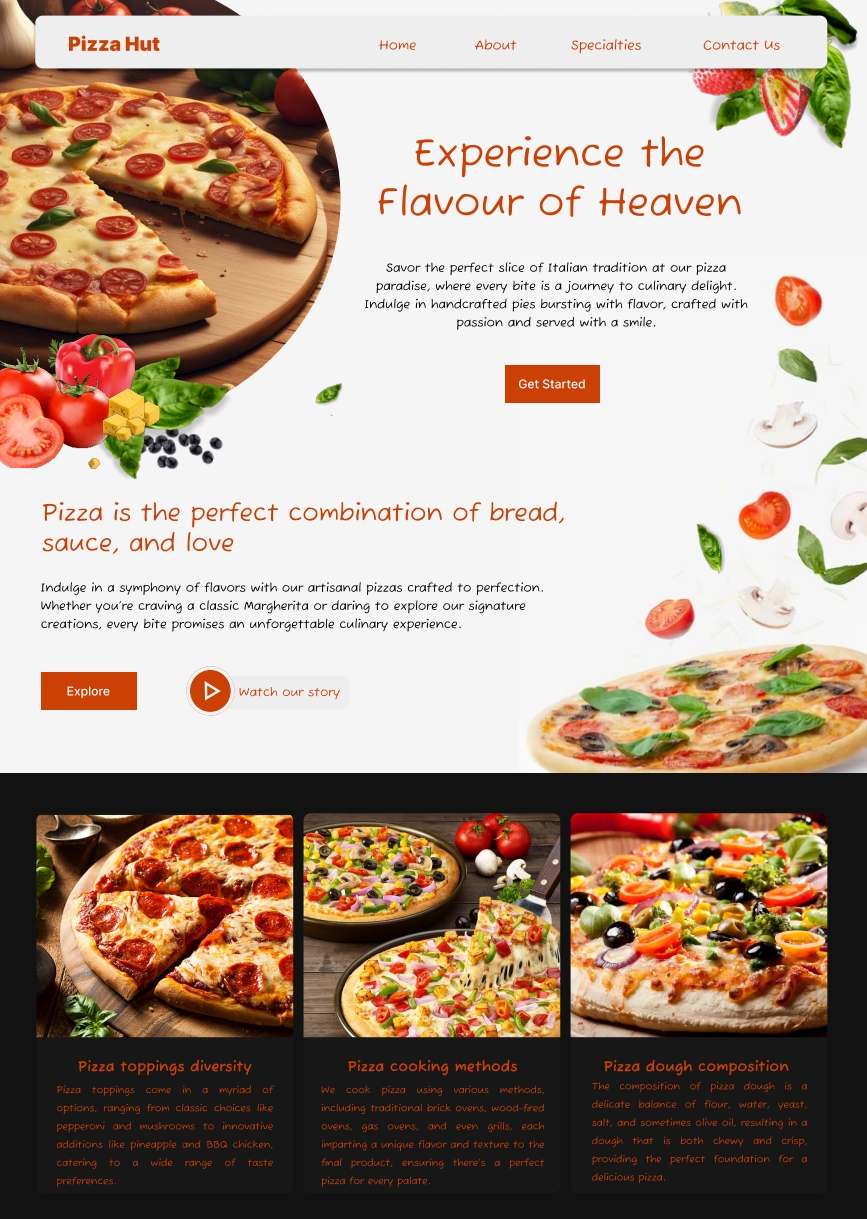 Pizza Hut
Home
About
Specialties
Contact Us
Experience the
Flavour of Heaven
Savor the perfect slice of Italian tradition at our pizza
paradise, where every bite is a journey to culinary delight.
Indulge in handcrafted pies bursting with flavor, crafted with
passion and served with a smile.
Get Started
Pizza is the perfect combination of bread,
sauce, and love
Indulge in a symphony of flavors with our artisanal pizzas crafted to perfection.
Whether you're craving a classic Margherita or daring to explore our signature
creations, every bite promises an unforgettable culinary experience.
Explore
Watch our story
Pizza toppings diversity
Pizza toppings come in a myriad of
options, ranging from classic choices like
pepperoni and mushrooms to innovative
additions like pineapple and BBQ chicken,
catering to a wide range of taste
preferences.
Pizza cooking methods
We cook pizza using various methods,
including traditional brick ovens, wood-fired
ovens, gas ovens, and even grills, each
imparting a unique flavor and texture to the
final product, ensuring there's a perfect
pizza for every palate.
Pizza dough composition
The composition of pizza dough is a
delicate balance of flour, water, yeast,
salt, and sometimes olive oil, resulting in a
dough that is both chewy and crisp,
providing the perfect foundation for a
delicious pizza.